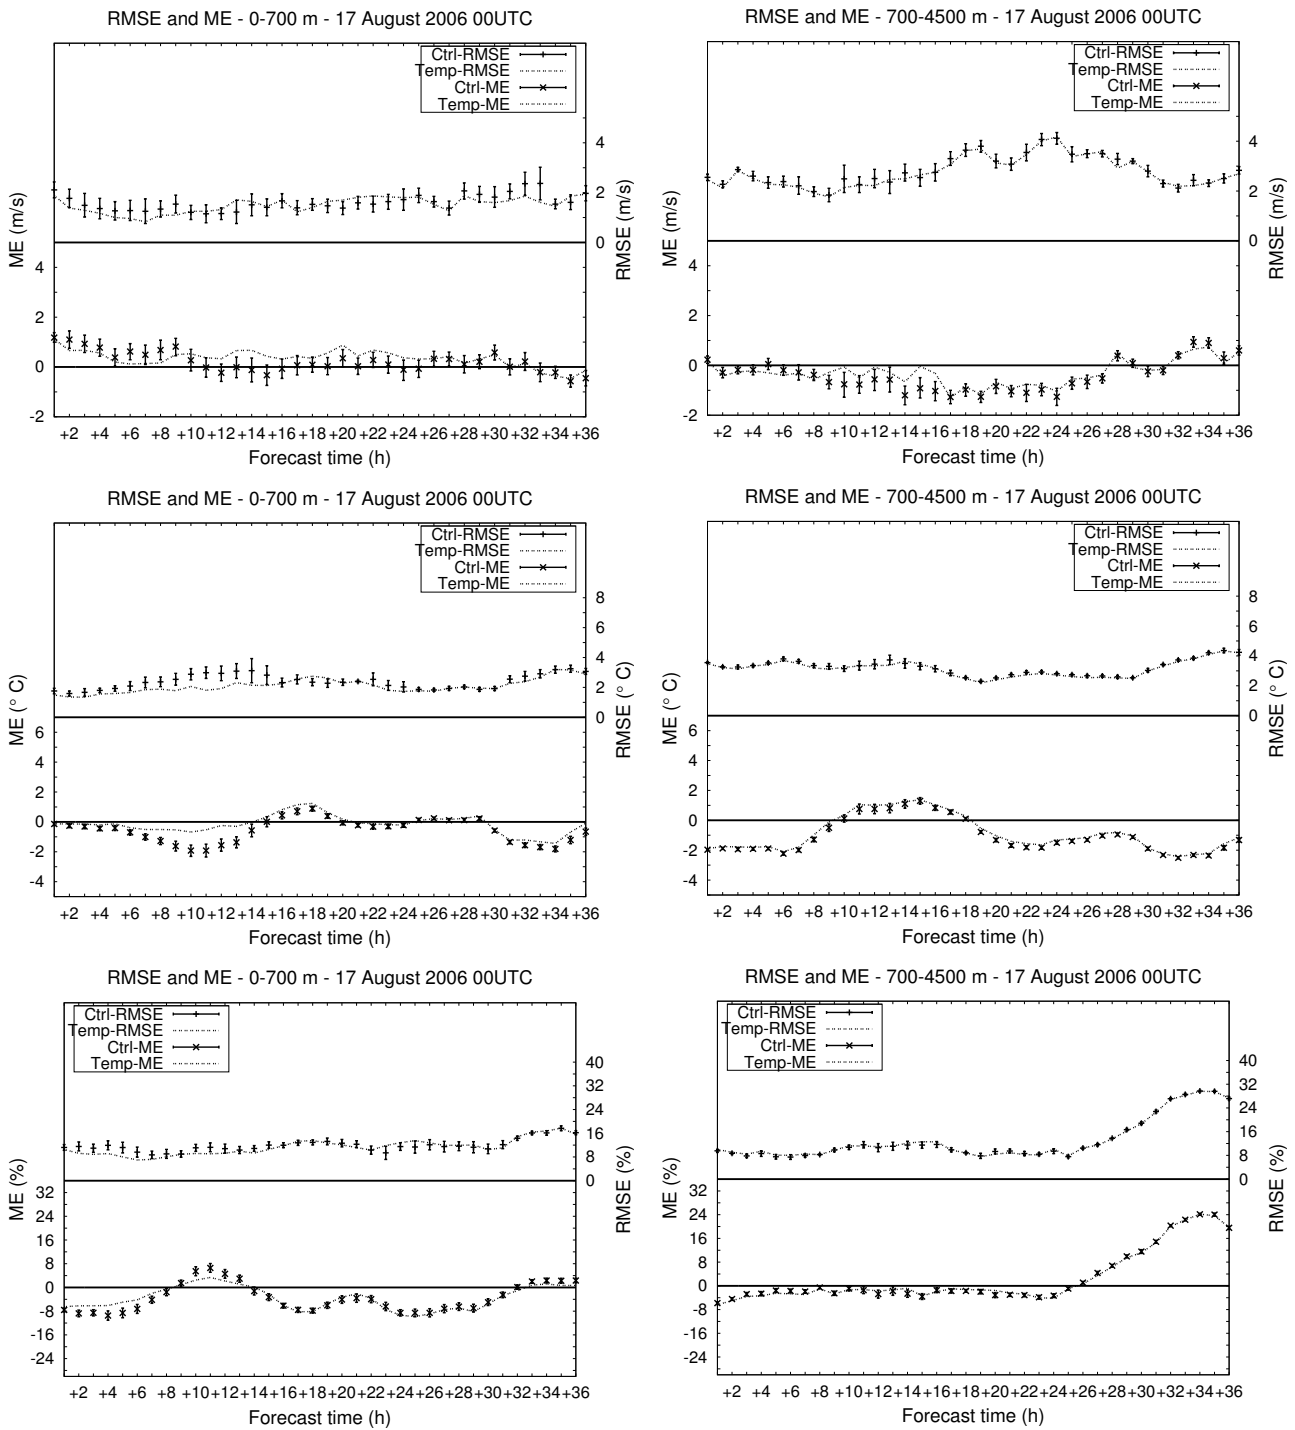 RMSE and ME - 0-700 m - 17 August 2006 00UTC
Ctrl-RMSE
Temp-RMSE
Ctrl-ME
Temp-ME
4
2
0
4
2
0
-2
ME (m/s)
RMSE (m/s)
+2 +4 +6 +8 +10 +12 +14 +16 +18 +20 +22 +24 +26 +28 +30 +32 +34 +36
Forecast time (h)
RMSE and ME - 700-4500 m - 17 August 2006 00UTC
Ctrl-RMSE
Temp-RMSE
Ctrl-ME
Temp-ME
4
2
0
4
2
0
-2
ME (m/s)
RMSE (m/s)
+2 +4 +6 +8 +10 +12 +14 +16 +18 +20 +22 +24 +26 +28 +30 +32 +34 +36
Forecast time (h)
RMSE and ME - 0-700 m - 17 August 2006 00UTC
Ctrl-RMSE
Temp-RMSE
Ctrl-ME
Temp-ME
8
6
4
2
0
6
4
2
0
-2
-4
ME (° C)
RMSE (° C)
+2 +4 +6 +8 +10 +12 +14 +16 +18 +20 +22 +24 +26 +28 +30 +32 +34 +36
Forecast time (h)
RMSE and ME - 700-4500 m - 17 August 2006 00UTC
Ctrl-RMSE
Temp-RMSE
Ctrl-ME
Temp-ME
8
6
4
2
0
6
4
2
0
-2
-4
ME (° C)
RMSE (° C)
+2 +4 +6 +8 +10 +12 +14 +16 +18 +20 +22 +24 +26 +28 +30 +32 +34 +36
Forecast time (h)
RMSE and ME - 0-700 m - 17 August 2006 00UTC
Ctrl-RMSE
Temp-RMSE
Ctrl-ME
Temp-ME
40
32
24
16
8
0
32
24
16
8
0
-8
-16
-24
ME (%)
RMSE (%)
+2 +4 +6 +8 +10 +12 +14 +16 +18 +20 +22 +24 +26 +28 +30 +32 +34 +36
Forecast time (h)
RMSE and ME - 700-4500 m - 17 August 2006 00UTC
Ctrl-RMSE
Temp-RMSE
Ctrl-ME
Temp-ME
40
32
24
16
8
0
32
24
16
8
0
-8
-16
-24
ME (%)
RMSE (%)
+2 +4 +6 +8 +10 +12 +14 +16 +18 +20 +22 +24 +26 +28 +30 +32 +34 +36
Forecast time (h)